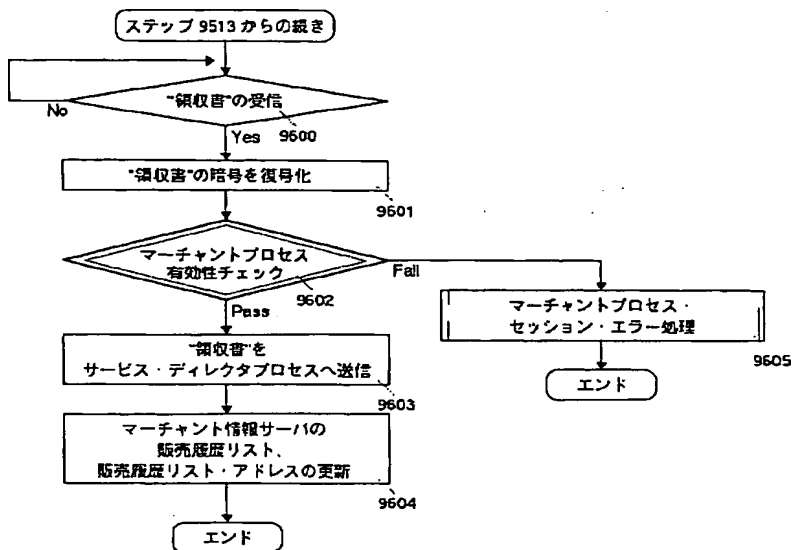 ステップ 9513 からの続き
"領収書"の受信
No
9600
Yes
"領収書"の暗号を復号化
9601
マーチャントプロセス
有効性チェック
Fail
9602
Pass
マーチャントプロセス・
セッション・エラー処理
9605
エンド
"領収書"を
サービス・ディレクタプロセスへ送信
9603
マーチャント情報サーバの
販売履歴リスト、
販売履歴リスト・アドレスの更新
9604
エンド